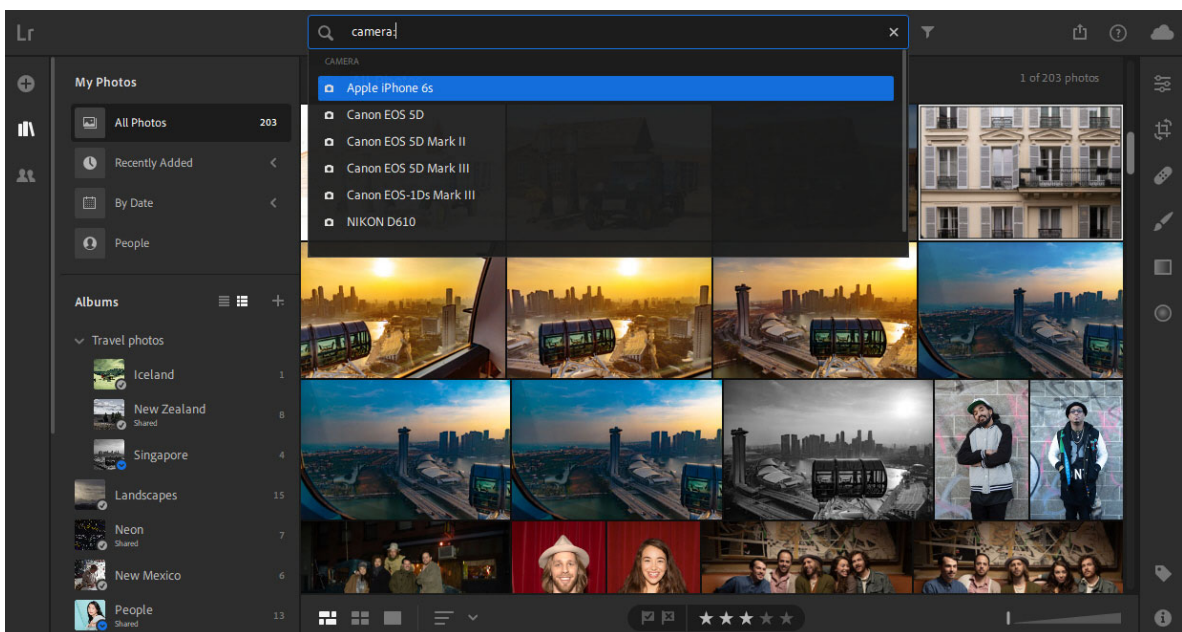 Lr
camera:
CAMERA
Apple iPhone 6s
Canon EOS 5D
Canon EOS 5D Mark II
Canon EOS 5D Mark III
Canon EOS-1Ds Mark III
NIKON D610
1 of 203 photos
My Photos
All Photos 203
Recently Added
By Date
People
Albums
Travel photos
Iceland 1
New Zealand 8
Shared
Singapore 4
Landscapes 15
Neon 7
Shared
New Mexico 6
People 13
Shared
N